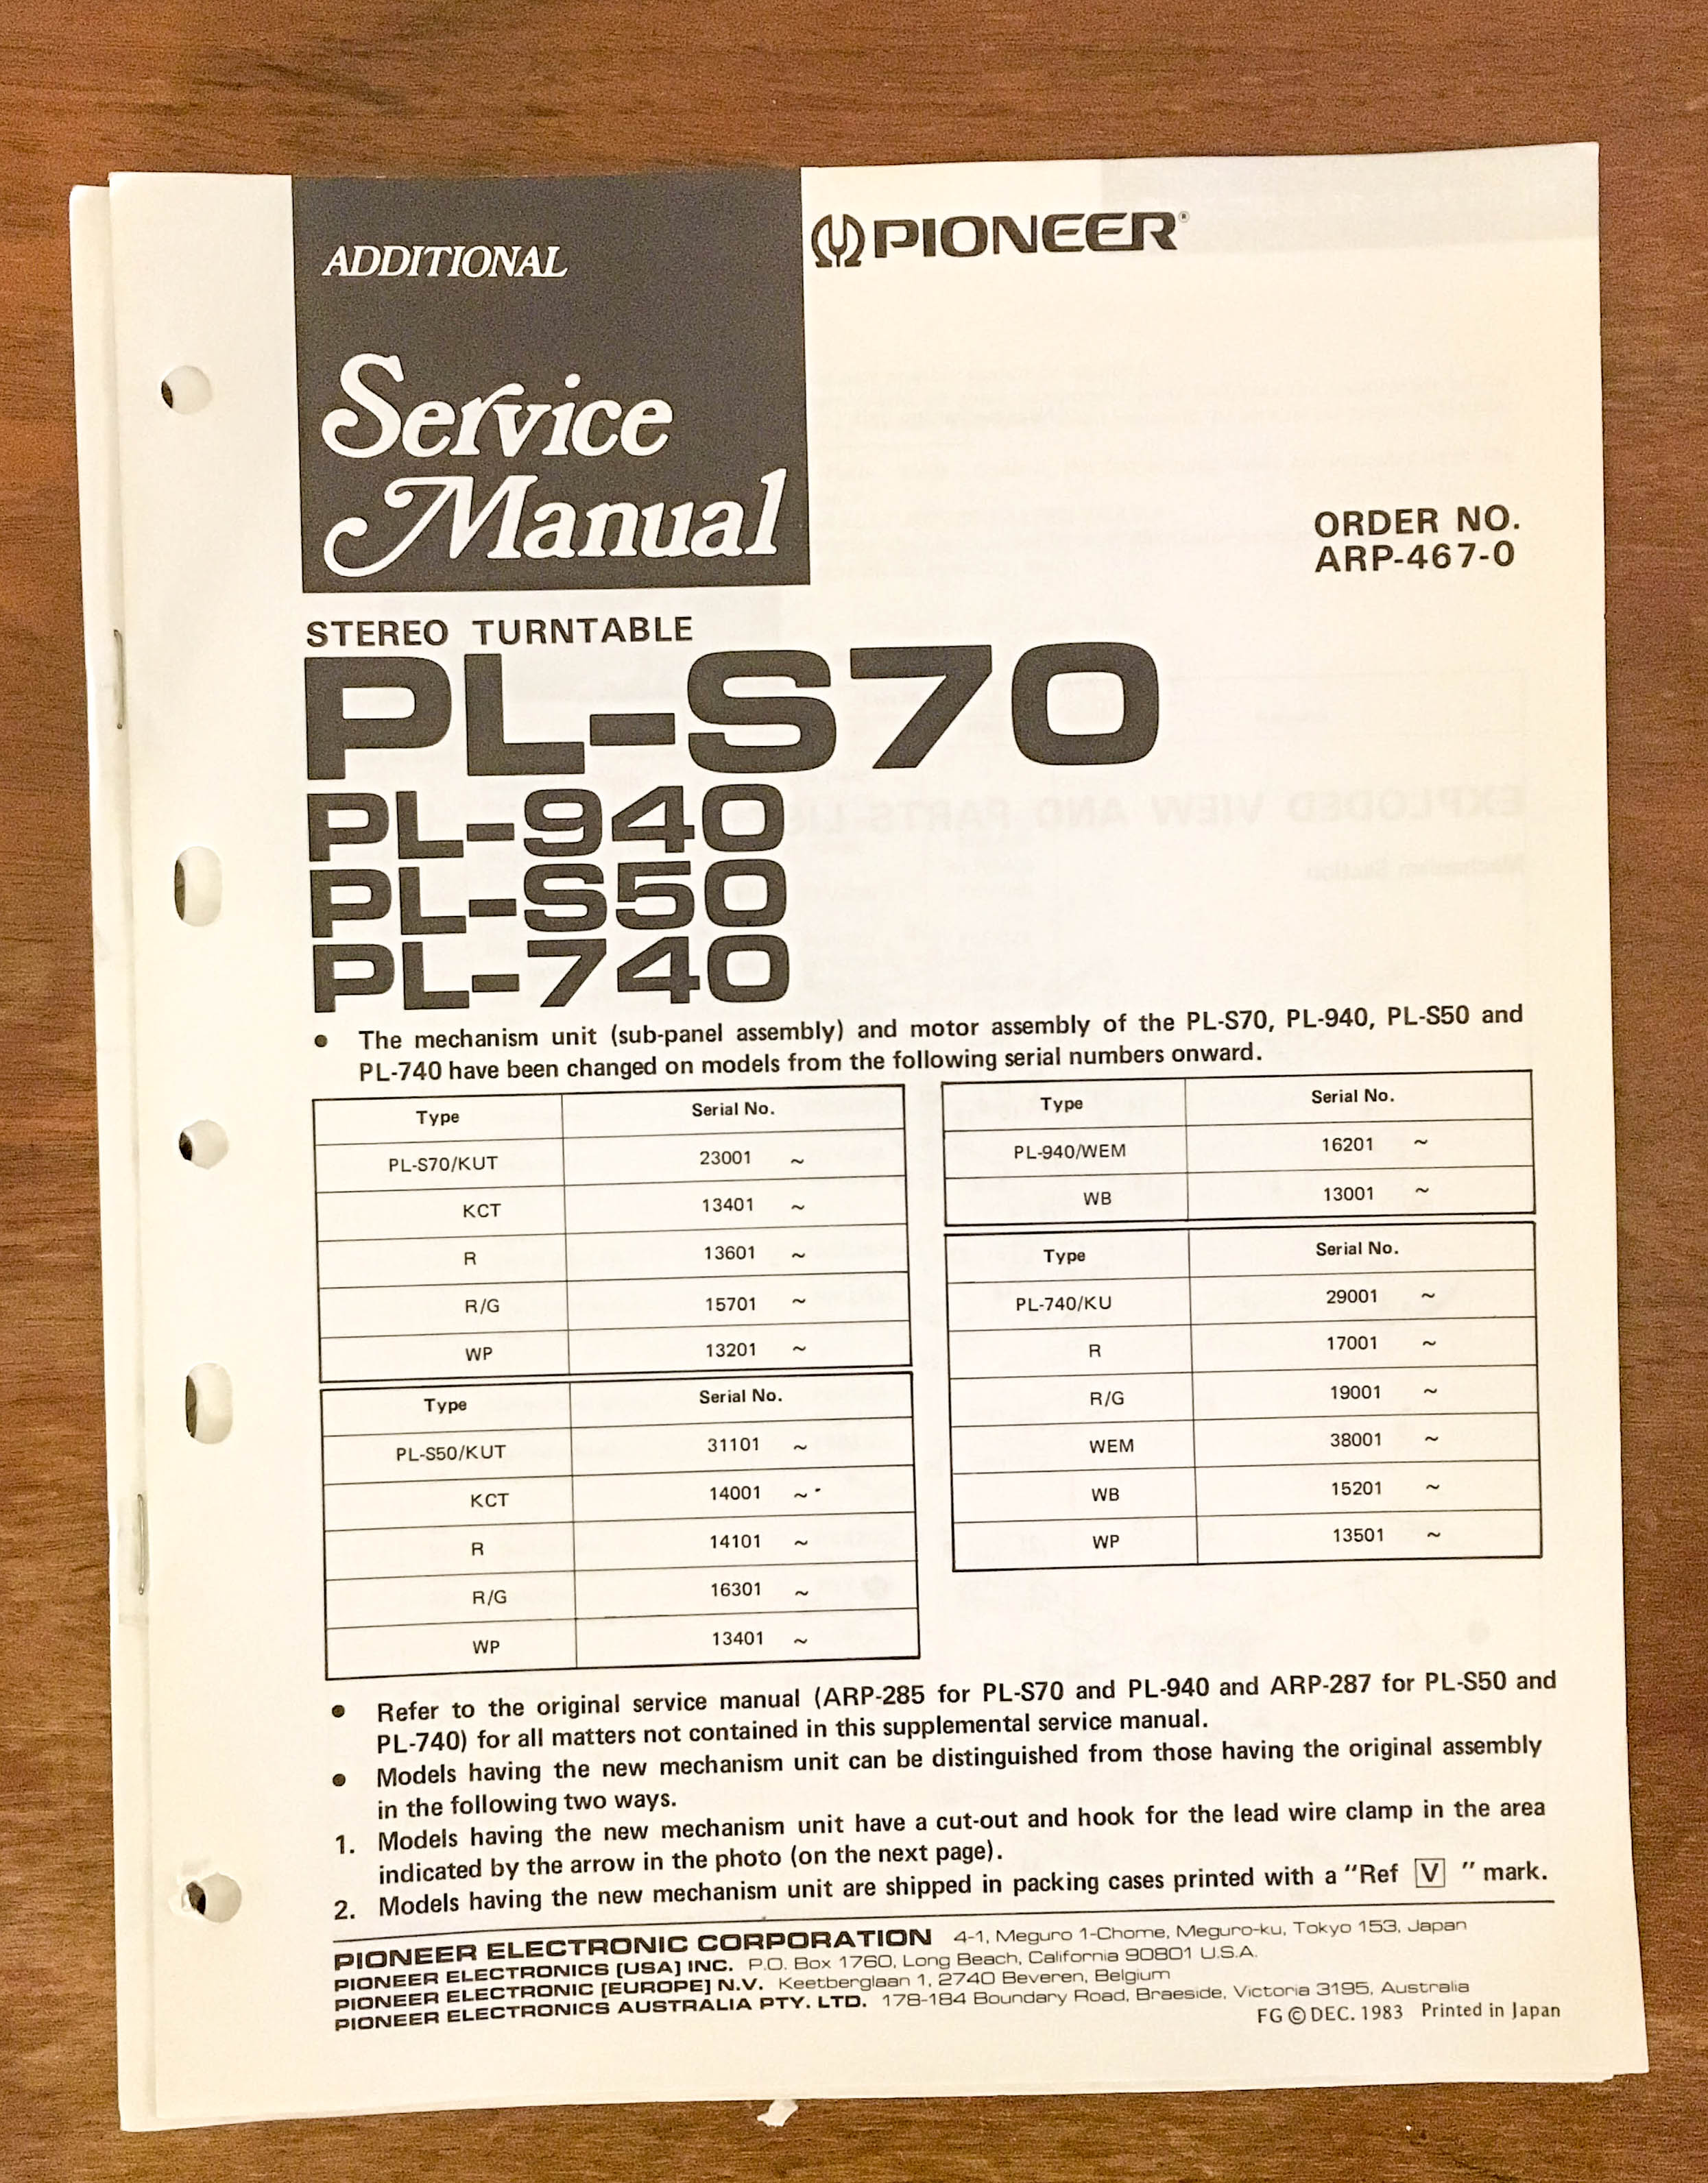 ADDITIONAL
Service
Manual
PIONEER®
ORDER NO.
ARP-467-0
STEREO TURNTABLE
PL-S70
PL-940
PL-S50
PL-740
● The mechanism unit (sub-panel assembly) and motor assembly of the PL-S70, PL-940, PL-S50 and
PL-740 have been changed on models from the following serial numbers onward.
Type Serial No.
PL-S70/KUT 23001 ~
KCT 13401 ~
R 13601 ~
R/G 15701 ~
WP 13201 ~
Type Serial No.
PL-S50/KUT 31101 ~
KCT 14001 ~
R 14101 ~
R/G 16301 ~
WP 13401 ~
Type Serial No.
PL-940/WEM 16201 ~
WB 13001 ~
Type Serial No.
PL-740/KU 29001 ~
R 17001 ~
R/G 19001 ~
WEM 38001 ~
WB 15201 ~
WP 13501 ~
● Refer to the original service manual (ARP-285 for PL-S70 and PL-940 and ARP-287 for PL-S50 and
PL-740) for all matters not contained in this supplemental service manual.
● Models having the new mechanism unit can be distinguished from those having the original assembly
in the following two ways.
1. Models having the new mechanism unit have a cut-out and hook for the lead wire clamp in the area
indicated by the arrow in the photo (on the next page).
2. Models having the new mechanism unit are shipped in packing cases printed with a "Ref V " mark.
PIONEER ELECTRONIC CORPORATION 4-1, Meguro 1-Chome, Meguro-ku, Tokyo 153, Japan
PIONEER ELECTRONICS [USA] INC. P.O. Box 1760, Long Beach, California 90801 U.S.A.
PIONEER ELECTRONIC [EUROPE] N.V. Keetberglaan 1, 2740 Beveren, Belgium
PIONEER ELECTRONICS AUSTRALIA PTY. LTD. 178-184 Boundary Road, Braeside, Victoria 3195, Australia
FG © DEC. 1983 Printed in Japan